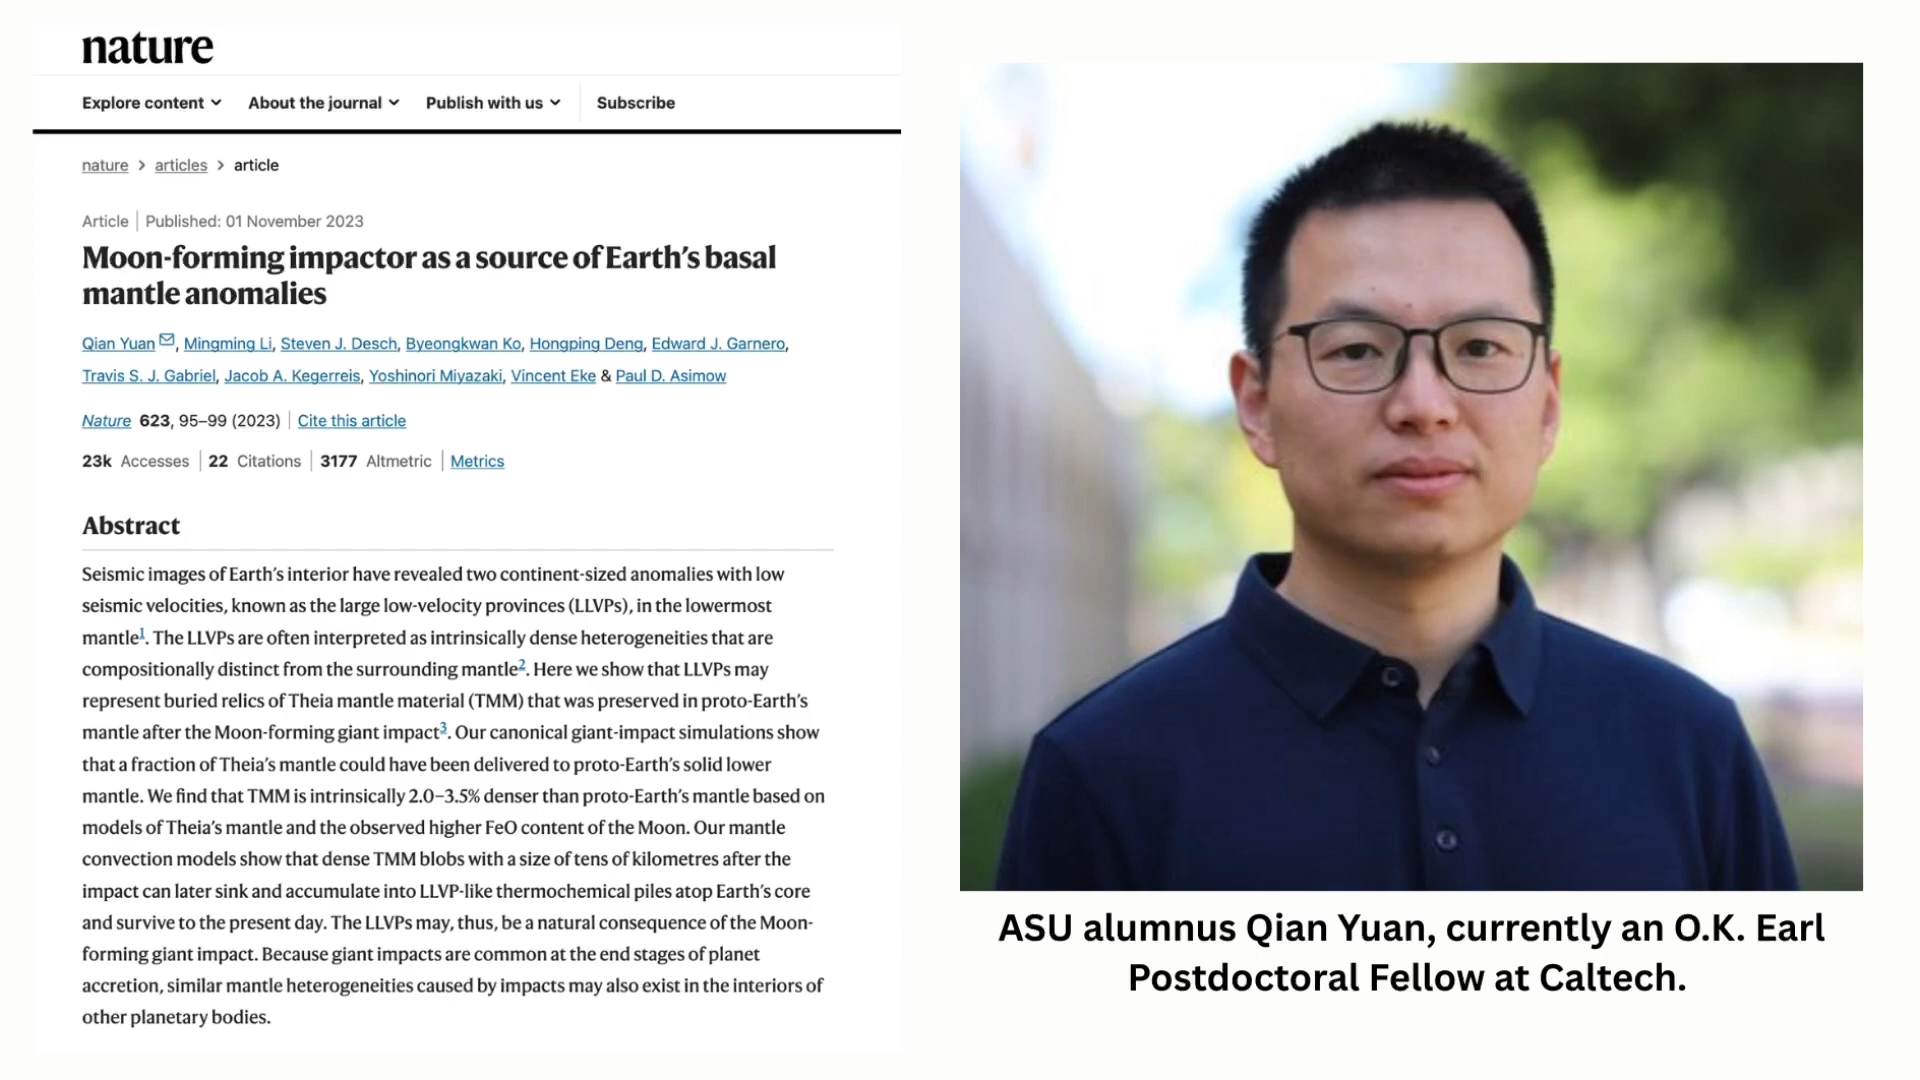 nature
Explore content About the journal Publish with us Subscribe
nature > articles > article
Article | Published: 01 November 2023
Moon-forming impactor as a source of Earth's basal
mantle anomalies
Qian Yuan, Mingming Li, Steven J. Desch, Byeongkwan Ko, Hongping Deng, Edward J. Garnero,
Travis S. J. Gabriel, Jacob A. Kegerreis, Yoshinori Miyazaki, Vincent Eke & Paul D. Asimow
Nature 623, 95–99 (2023) | Cite this article
23k Accesses | 22 Citations | 3177 Altmetric | Metrics
Abstract
Seismic images of Earth's interior have revealed two continent-sized anomalies with low
seismic velocities, known as the large low-velocity provinces (LLVPs), in the lowermost
mantle1. The LLVPs are often interpreted as intrinsically dense heterogeneities that are
compositionally distinct from the surrounding mantle2. Here we show that LLVPs may
represent buried relics of Theia mantle material (TMM) that was preserved in proto-Earth's
mantle after the Moon-forming giant impact3. Our canonical giant-impact simulations show
that a fraction of Theia's mantle could have been delivered to proto-Earth's solid lower
mantle. We find that TMM is intrinsically 2.0–3.5% denser than proto-Earth's mantle based on
models of Theia's mantle and the observed higher FeO content of the Moon. Our mantle
convection models show that dense TMM blobs with a size of tens of kilometres after the
impact can later sink and accumulate into LLVP-like thermochemical piles atop Earth's core
and survive to the present day. The LLVPs may, thus, be a natural consequence of the Moon-
forming giant impact. Because giant impacts are common at the end stages of planet
accretion, similar mantle heterogeneities caused by impacts may also exist in the interiors of
other planetary bodies.
ASU alumnus Qian Yuan, currently an O.K. Earl
Postdoctoral Fellow at Caltech.